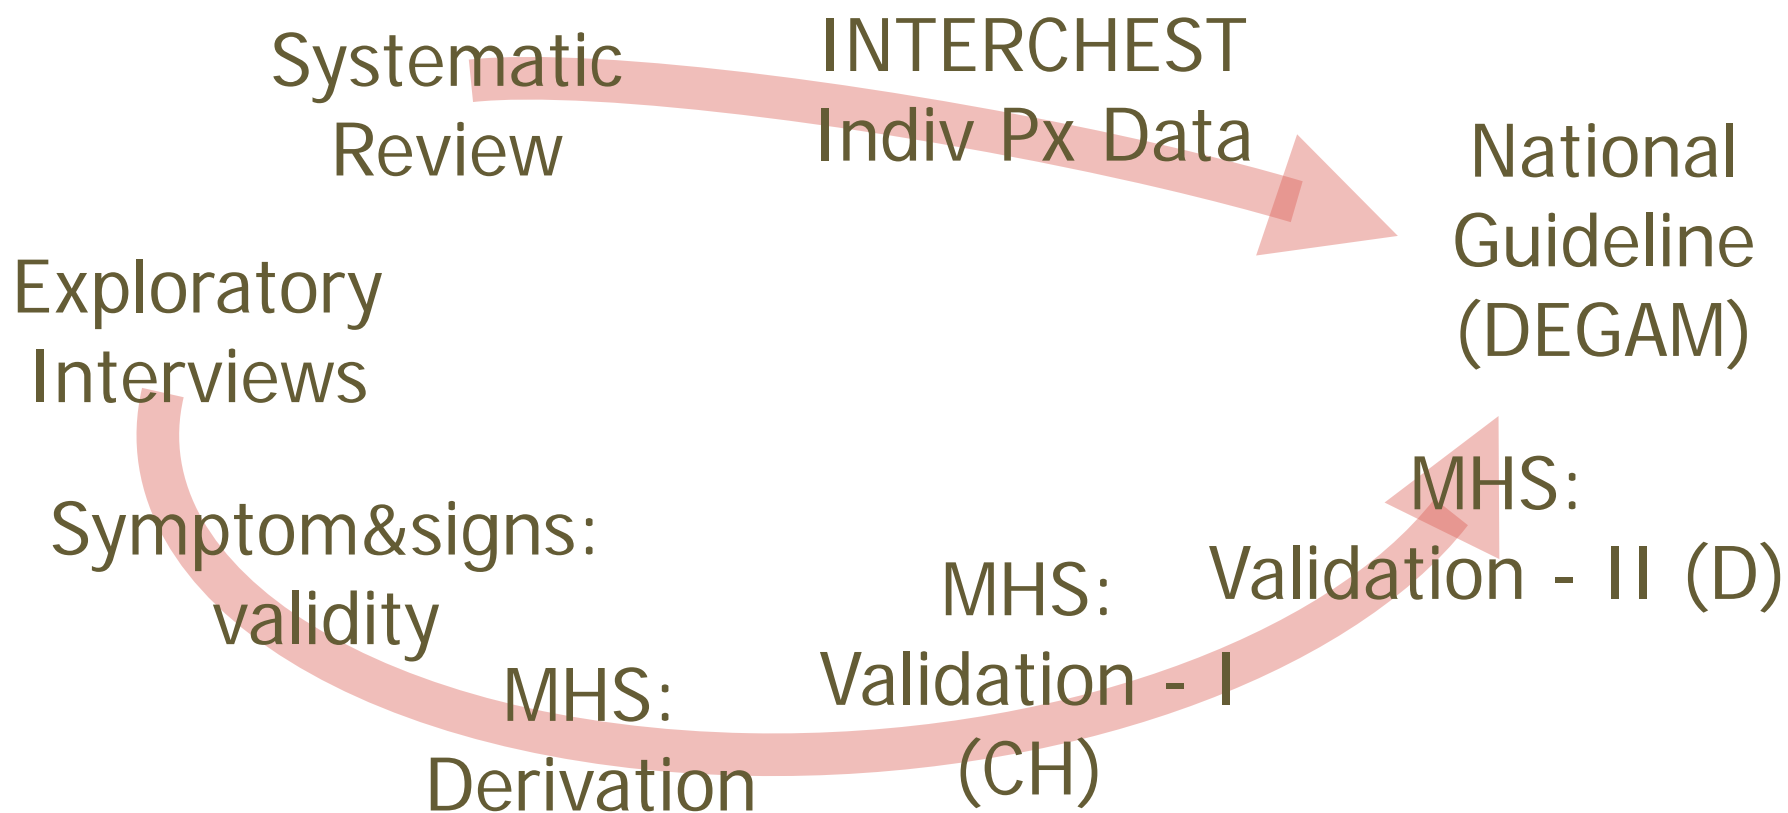 Systematic
Review
INTERCHEST
Indiv Px Data
National
Guideline
(DEGAM)
Exploratory
Interviews
Symptom&signs:
validity
MHS:
Derivation
MHS:
Validation - I
(CH)
MHS:
Validation - II (D)